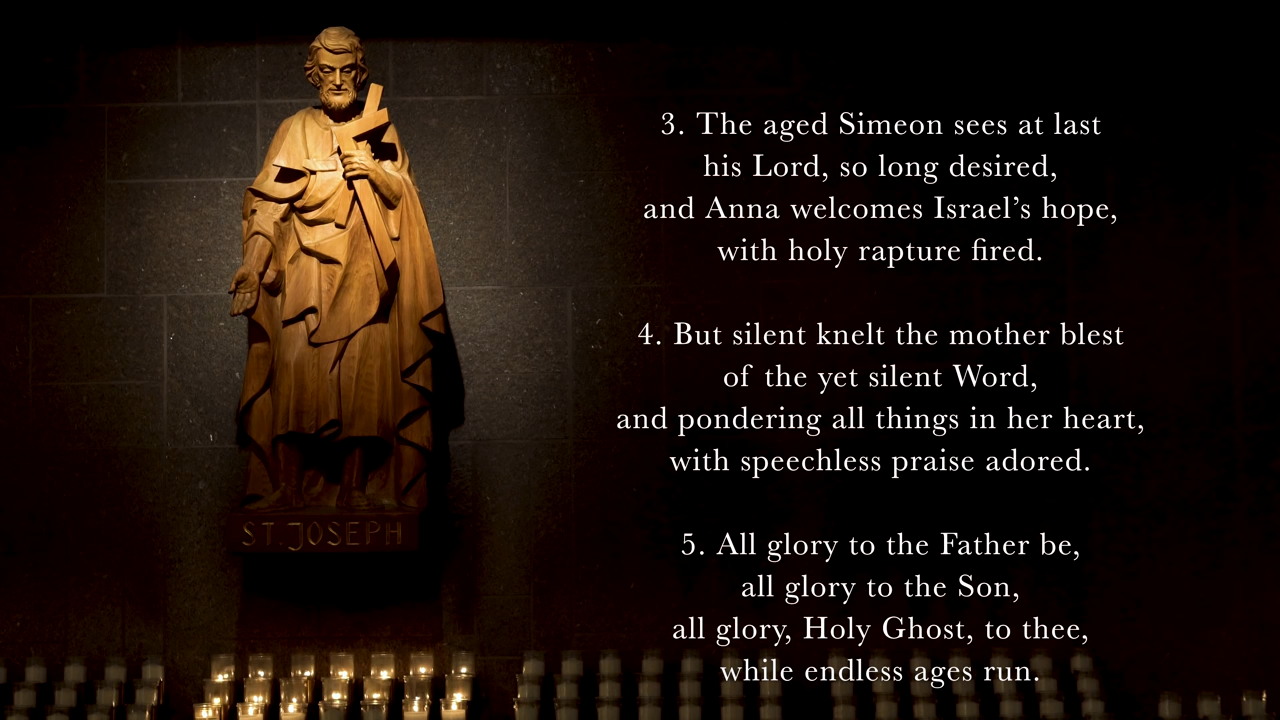 3. The aged Simeon sees at last
his Lord, so long desired,
and Anna welcomes Israel’s hope,
with holy rapture fired.
4. But silent knelt the mother blest
of the yet silent Word,
and pondering all things in her heart,
with speechless praise adored.
5. All glory to the Father be,
all glory to the Son,
all glory, Holy Ghost, to thee,
while endless ages run.
ST. JOSEPH